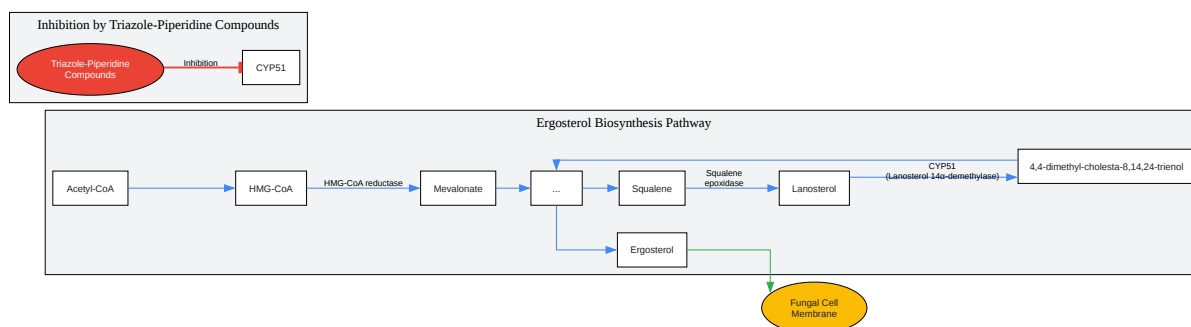 Inhibition by Triazole-Piperidine Compounds
Triazole-Piperidine
Compounds
Inhibition
CYP51
Ergosterol Biosynthesis Pathway
Acetyl-CoA
HMG-CoA
HMG-CoA reductase
Mevalonate
...
Squalene
Squalene
epoxidase
Lanosterol
CYP51
(Lanosterol 14α-demethylase)
4,4-dimethyl-cholesta-8,14,24-trienol
Ergosterol
Fungal Cell
Membrane